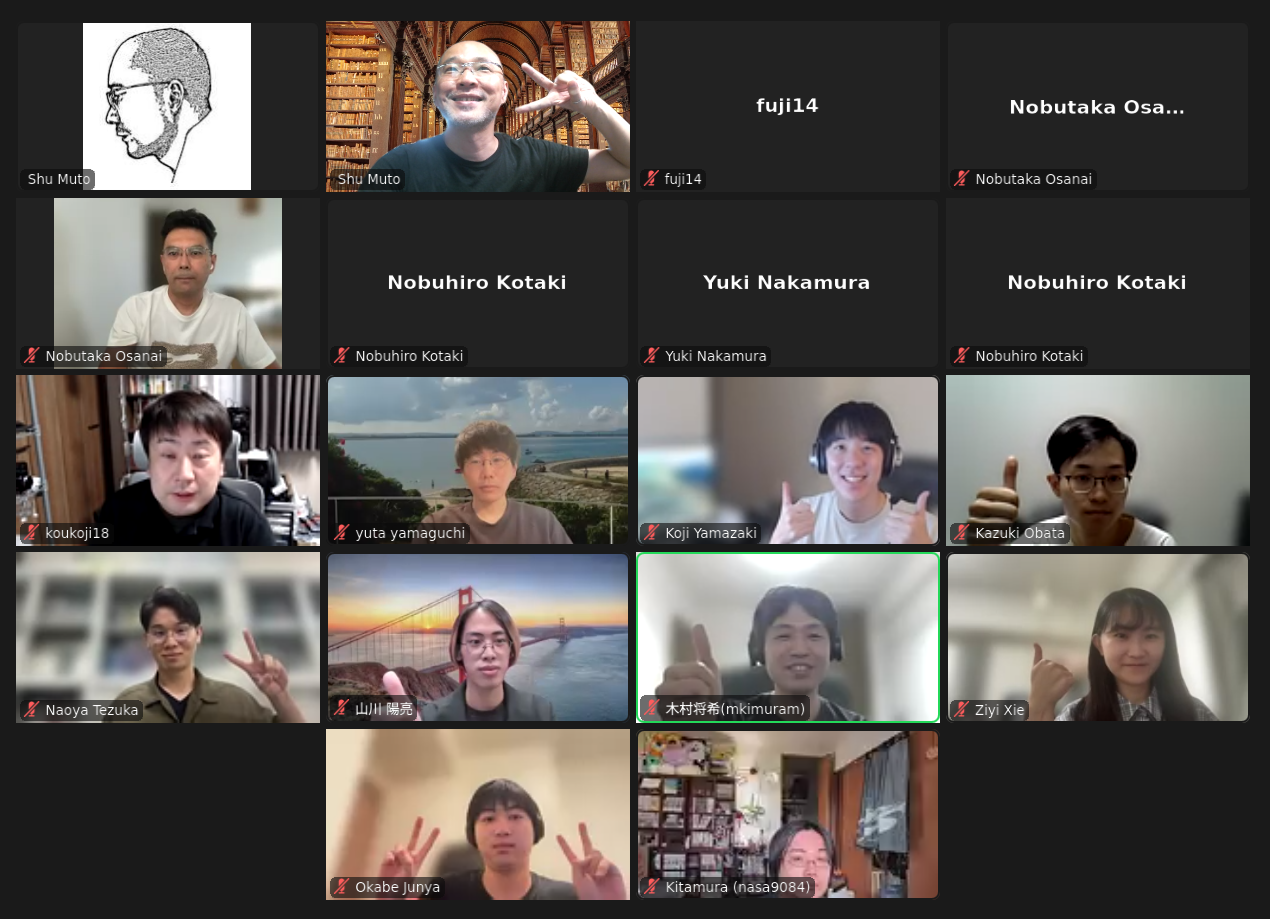 Shu Muto
Shu Muto
fuji14
fuji14
Nobutaka Osa...
Nobutaka Osanai
Nobutaka Osanai
Nobuhiro Kotaki
Nobuhiro Kotaki
Yuki Nakamura
Yuki Nakamura
Nobuhiro Kotaki
Nobuhiro Kotaki
koukoji18
yuta yamaguchi
Koji Yamazaki
Kazuki Obata
Naoya Tezuka
山川 陽亮
木村将希(mkimuram)
Ziyi Xie
Okabe Junya
Kitamura (nasa9084)